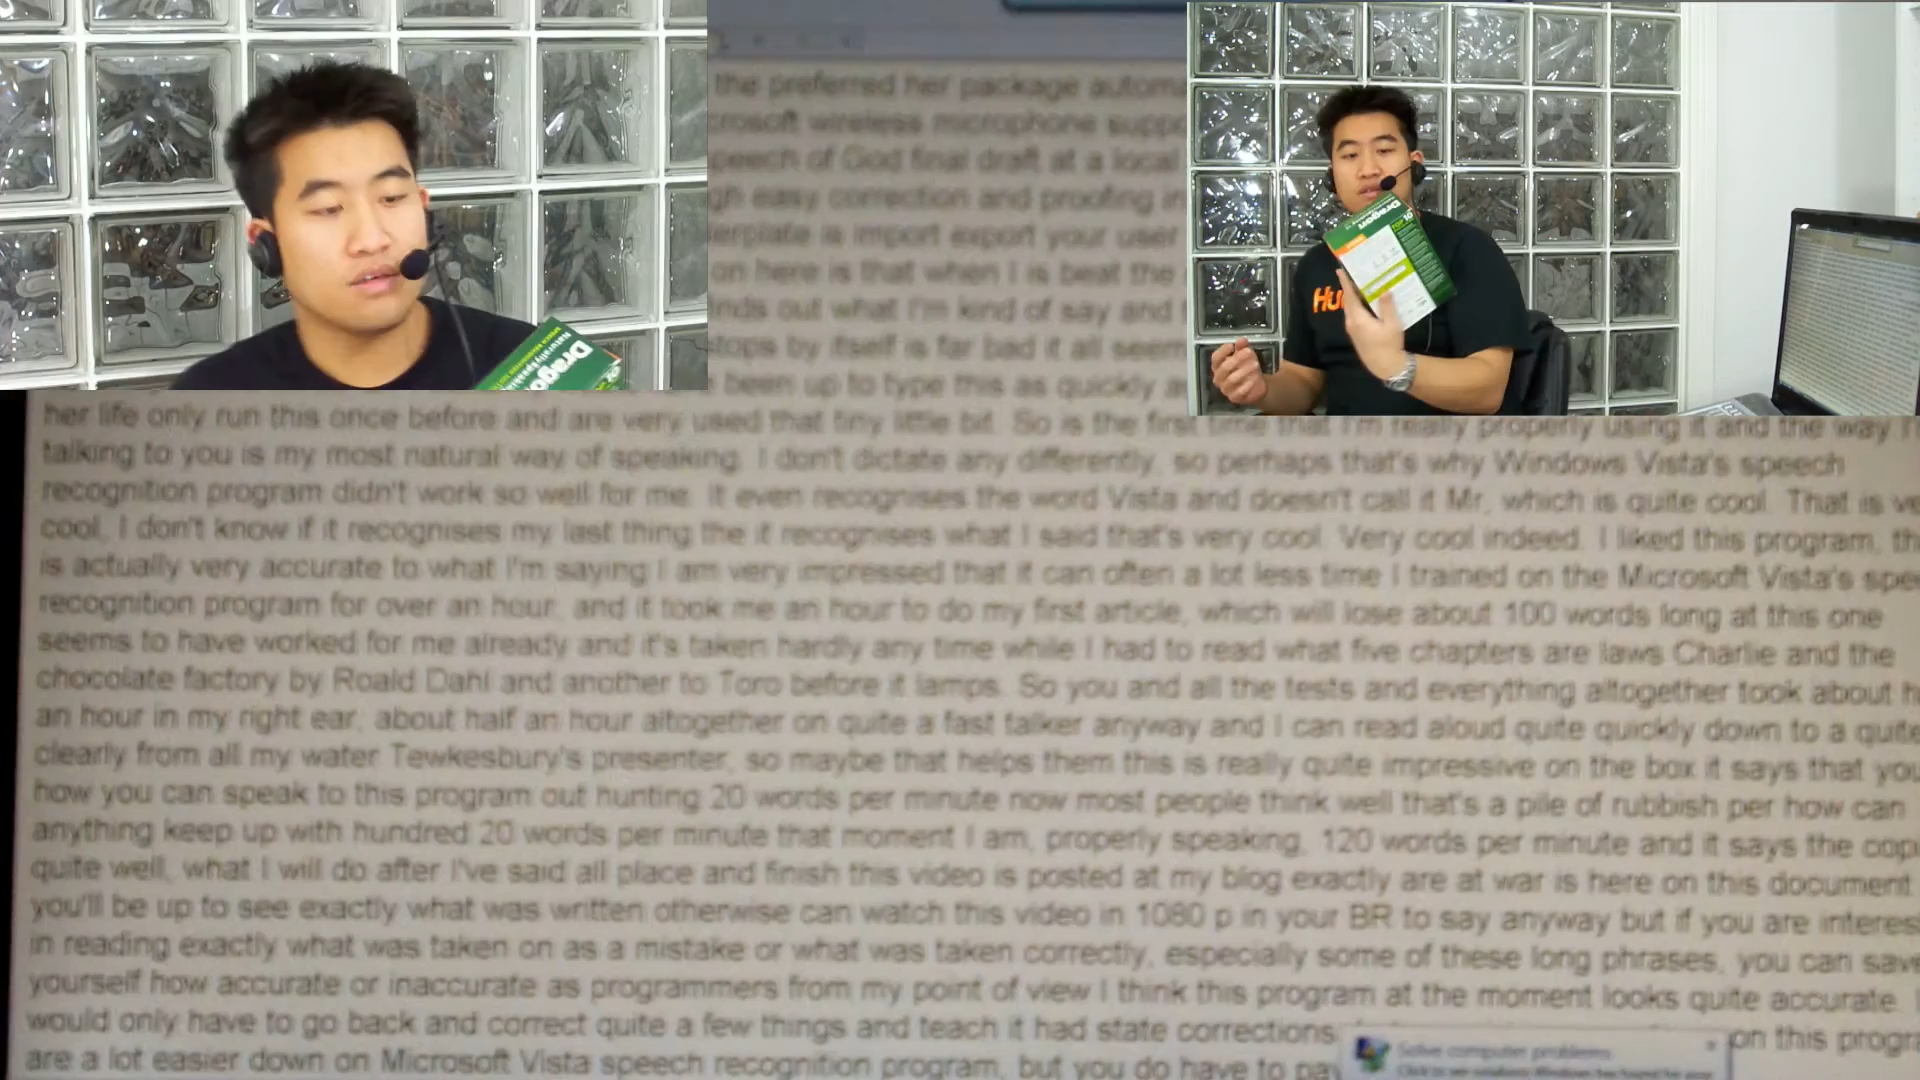 the preferred her package autom
crosoft wireless microphone supp
peech of God final draft at a local
gh easy correction and proofing in
erplate is import export your user
on here is that when I is beat the
nds out what I'm kind of say and
tops by itself is fast and it all seem
been up to type this as quickly a
her life only run this once before and are very used that tiny little bit. So is the first time that I'm really properly using it and the way I'
talking to you is my most natural way of speaking. I don't dictate any differently, so perhaps that's why Windows Vista's speech
recognition program didn't work so well for me. It even recognises the word Vista and doesn't call it Mr, which is quite cool. That is ve
cool, I don't know if it recognises my last thing the it recognises what I said that's very cool. Very cool indeed. I liked this program, th
is actually very accurate to what I'm saying I am very impressed that it can often a lot less time I trained on the Microsoft Vista's spee
recognition program for over an hour, and it took me an hour to do my first article, which will lose about 100 words long at this one
seems to have worked for me already and it's taken hardly any time while I had to read what five chapters are laws Charlie and the
chocolate factory by Roald Dahl and another to Toro before it lamps. So you and all the tests and everything altogether took about h
an hour in my right ear, about half an hour altogether on quite a fast talker anyway and I can read aloud quite quickly down to a quite
clearly from all my water Tewkesbury's presenter, so maybe that helps them this is really quite impressive on the box it says that you
how you can speak to this program out hunting 20 words per minute now most people think well that's a pile of rubbish per how can
anything keep up with hundred 20 words per minute that moment I am, properly speaking, 120 words per minute and it says the cop
quite well, what I will do after I've said all place and finish this video is posted at my blog exactly are at war is here on this document
you'll be up to see exactly what was written otherwise can watch this video in 1080 p in your BR to say anyway but if you are interes
in reading exactly what was taken on as a mistake or what was taken correctly, especially some of these long phrases, you can save
yourself how accurate or inaccurate as programmers from my point of view I think this program at the moment looks quite accurate. I
would only have to go back and correct quite a few things and teach it had state corrections. on this progra
are a lot easier down on Microsoft Vista speech recognition program, but you do have to pa
Solve computer problems
Dragon
Naturally
Dragon
Hu